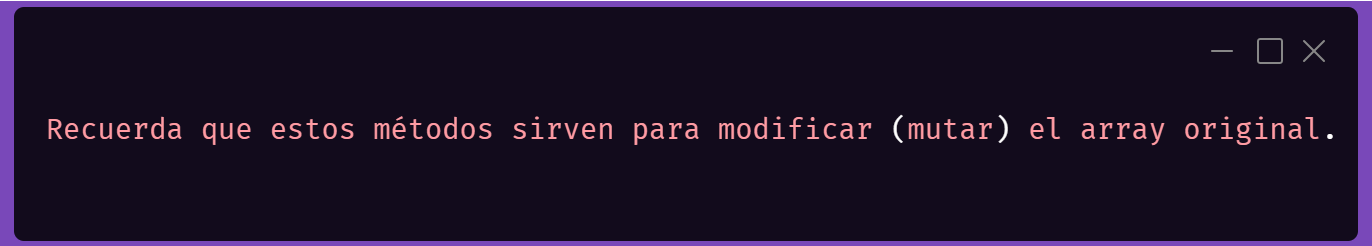 Recuerda que estos métodos sirven para modificar (mutar) el array original.